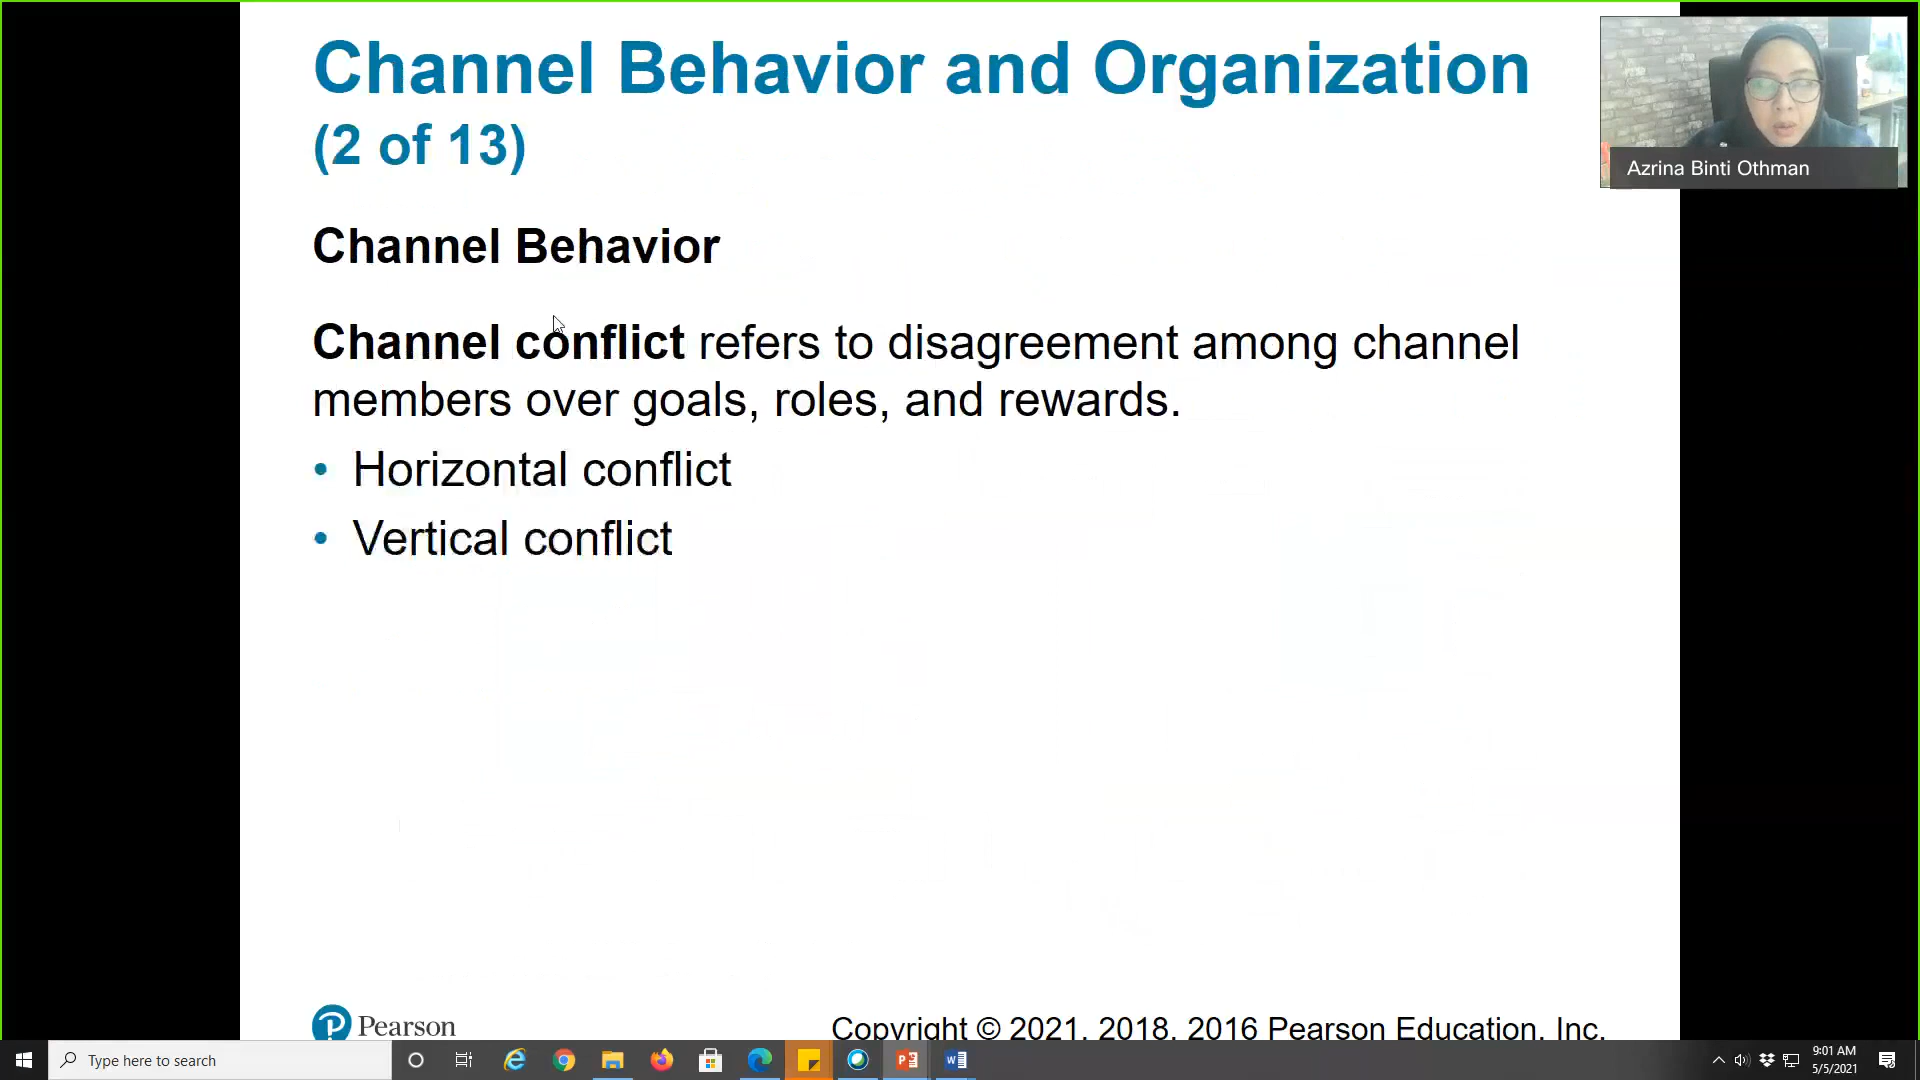 Channel Behavior and Organization
(2 of 13)
Azrina Binti Othman
Channel Behavior
Channel conflict refers to disagreement among channel
members over goals, roles, and rewards.
• Horizontal conflict
• Vertical conflict
Pearson
Copyright © 2021, 2018, 2016 Pearson Education, Inc.
Type here to search
9:01 AM
5/5/2021